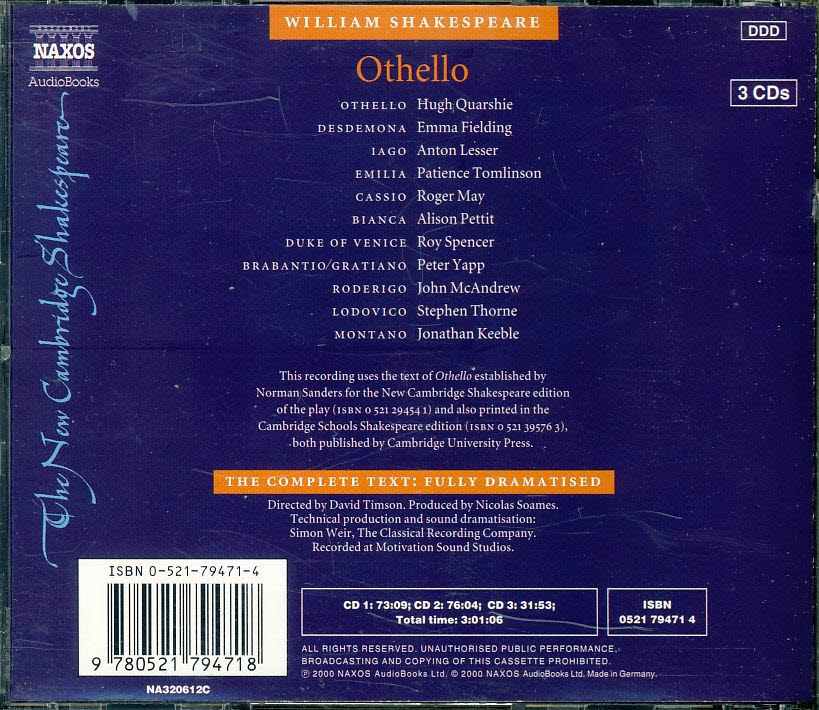 WILLIAM SHAKESPEARE
DDD
NAXOS
AudioBooks
Othello
3 CDs
OTHELLO Hugh Quarshie
DESDEMONA Emma Fielding
IAGO Anton Lesser
EMILIA Patience Tomlinson
CASSIO Roger May
BIANCA Alison Pettit
DUKE OF VENICE Roy Spencer
BRABANTIO/GRATIANO Peter Yapp
RODERIGO John McAndrew
LODOVICO Stephen Thorne
MONTANO Jonathan Keeble
The New Cambridge Shakespeare
This recording uses the text of Othello established by
Norman Sanders for the New Cambridge Shakespeare edition
of the play (ISBN 0 521 29454 1) and also printed in the
Cambridge Schools Shakespeare edition (ISBN 0 521 39576 3),
both published by Cambridge University Press.
THE COMPLETE TEXT: FULLY DRAMATISED
Directed by David Timson. Produced by Nicolas Soames.
Technical production and sound dramatisation:
Simon Weir, The Classical Recording Company.
Recorded at Motivation Sound Studios.
ISBN 0-521-79471-4
9 780521 794718
NA320612C
CD 1: 73:09; CD 2: 76:04; CD 3: 31:53;
Total time: 3:01:06
ISBN
0521 79471 4
ALL RIGHTS RESERVED. UNAUTHORISED PUBLIC PERFORMANCE,
BROADCASTING AND COPYING OF THIS CASSETTE PROHIBITED.
℗ 2000 NAXOS AudioBooks Ltd. © 2000 NAXOS AudioBooks Ltd. Made in Germany.